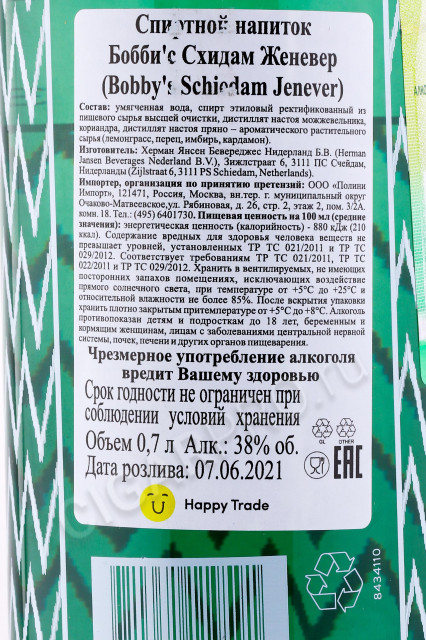 Спиртной напиток
Бобби'с Схидам Женевер
(Bobby's Schiedam Jenever)
Состав: умягченная вода, спирт этиловый ректификованный из
пищевого сырья высшей очистки, дистиллят настоя можжевельника,
кориандра, дистиллят настоя пряно – ароматического растительного
сырья (лемонграсс, перец, имбирь, кардамон).
Изготовитель: Херман Янсен Бевереджес Нидерланд Б.В. (Herman
Jansen Beverages Nederland B.V.), Зижлстраат 6, 3111 ПС Схейдам,
Нидерланды (Zijlstraat 6, 3111 PS Schiedam, Netherlands).
Импортер, организация по принятию претензий: ООО «Полини
Импорт», 121471, Россия, Москва, вн.тер. г. муниципальный округ
Очаково-Матвеевское,ул. Рябиновая, д. 26, стр. 2, этаж 2, пом. 3/2А,
комн. 18. Тел.: (495) 6401730. Пищевая ценность на 100 мл (средние
значения): энергетическая ценность (калорийность) - 880 кДж (210
ккал). Содержание вредных для здоровья человека веществ не
превышает уровней, установленных ТР ТС 021/2011 и ТР ТС
029/2012. Соответствует требованиям ТР ТС 021/2011, ТР ТС
022/2011 и ТР ТС 029/2012. Хранить в вентилируемых, не имеющих
посторонних запахов помещениях, исключающих воздействие
прямого солнечного света, при температуре от +5°С до +25°С и
относительной влажности не более 85%. После вскрытия упаковки
хранить плотно закрытым притемпературе от +5°С до +8°С. Алкоголь
противопоказан детям и подросткам до 18 лет, беременным и
кормящим женщинам, лицам с заболеваниями центральной нервной
системы, почек, печени и других органов пищеварения.
Чрезмерное употребление алкоголя
вредит Вашему здоровью
Срок годности не ограничен при
соблюдении условий хранения
Объем 0,7 л Алк.: 38% об.
Дата розлива: 07.06.2021
GL OTHER
EAC
Happy Trade
8434110